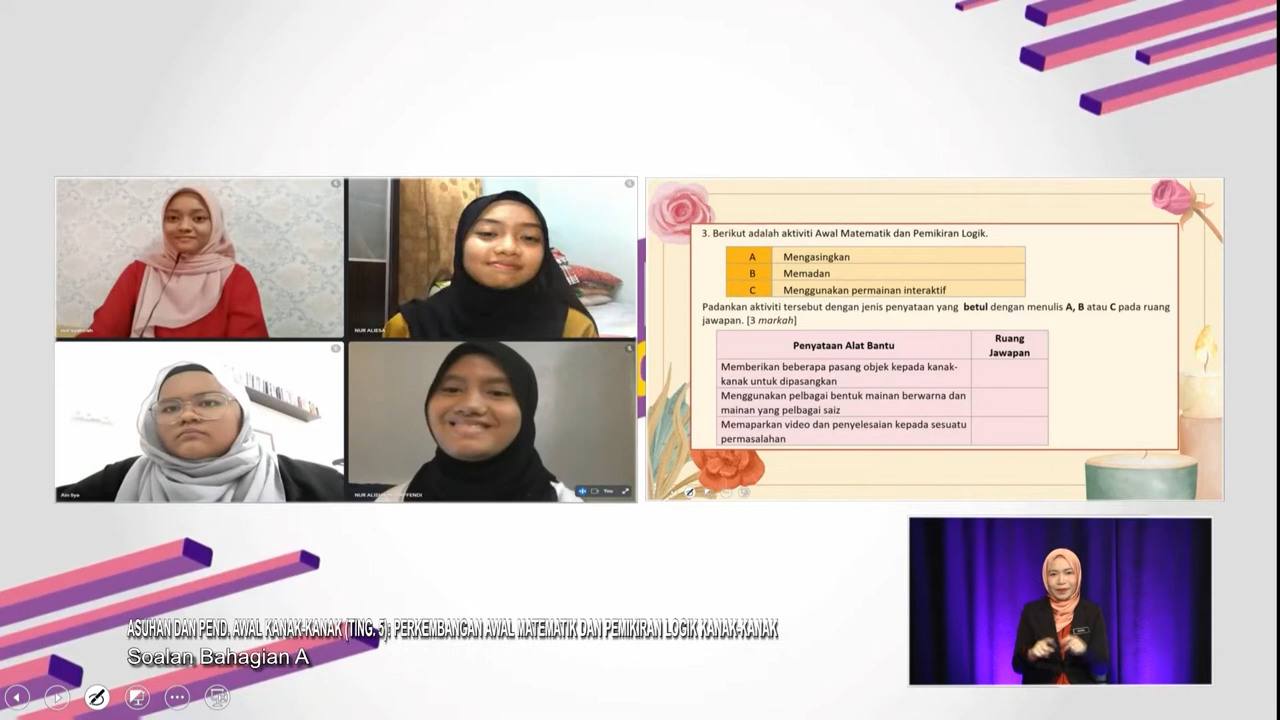 NUR ALIESA
Ain Sya
You
3. Berikut adalah aktiviti Awal Matematik dan Pemikiran Logik.
A Mengasingkan
B Memadan
C Menggunakan permainan interaktif
Padankan aktiviti tersebut dengan jenis penyataan yang betul dengan menulis A, B atau C pada ruang
jawapan. [3 markah]
Penyataan Alat Bantu
Ruang
Jawapan
Memberikan beberapa pasang objek kepada kanak-
kanak untuk dipasangkan
Menggunakan pelbagai bentuk mainan berwarna dan
mainan yang pelbagai saiz
Memaparkan video dan penyelesaian kepada sesuatu
permasalahan
ASUHAN DAN PEND. AWAL KANAK-KANAK (TING. 5): PERKEMBANGAN AWAL MATEMATIK DAN PEMIKIRAN LOGIK KANAK-KANAK
Soalan Bahagian A